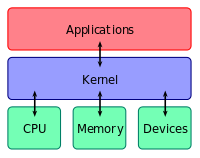 Applications
Kernel
CPU Memory Devices